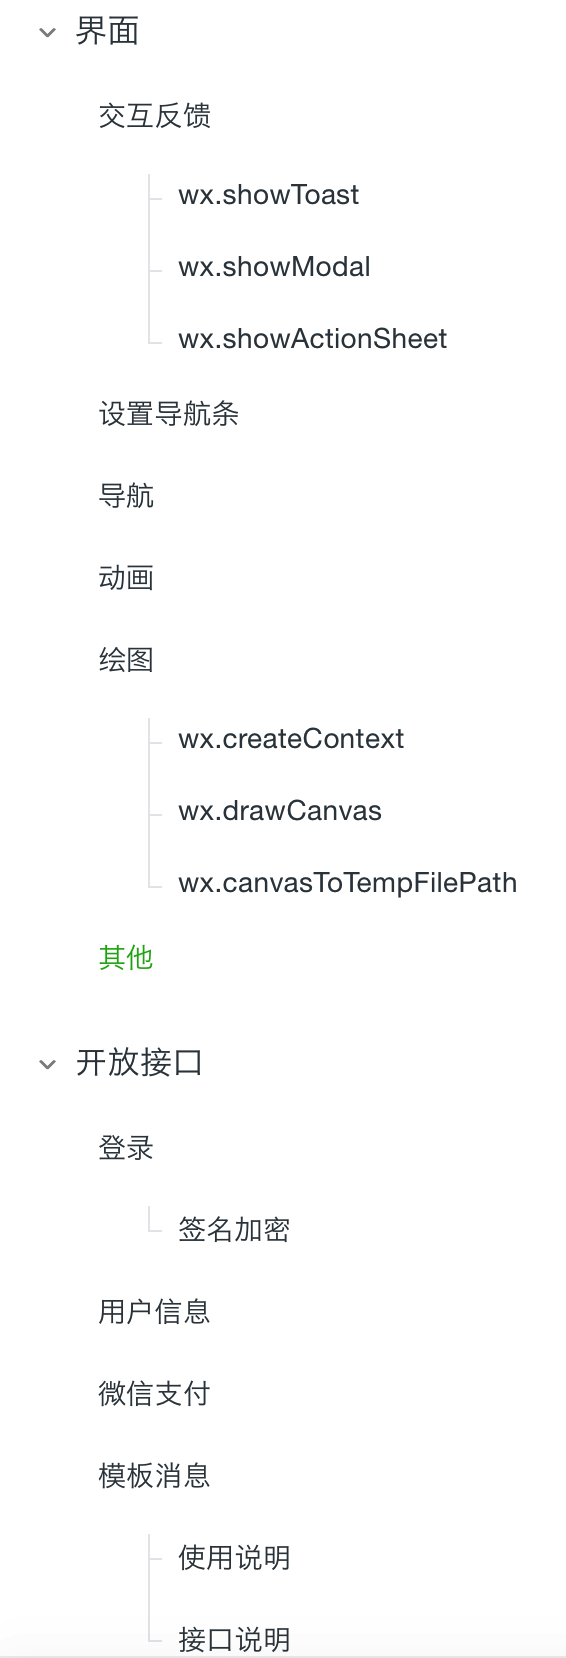 界面
交互反馈
wx.showToast
wx.showModal
wx.showActionSheet
设置导航条
导航
动画
绘图
wx.createContext
wx.drawCanvas
wx.canvasToTempFilePath
其他
开放接口
登录
签名加密
用户信息
微信支付
模板消息
使用说明
接口说明